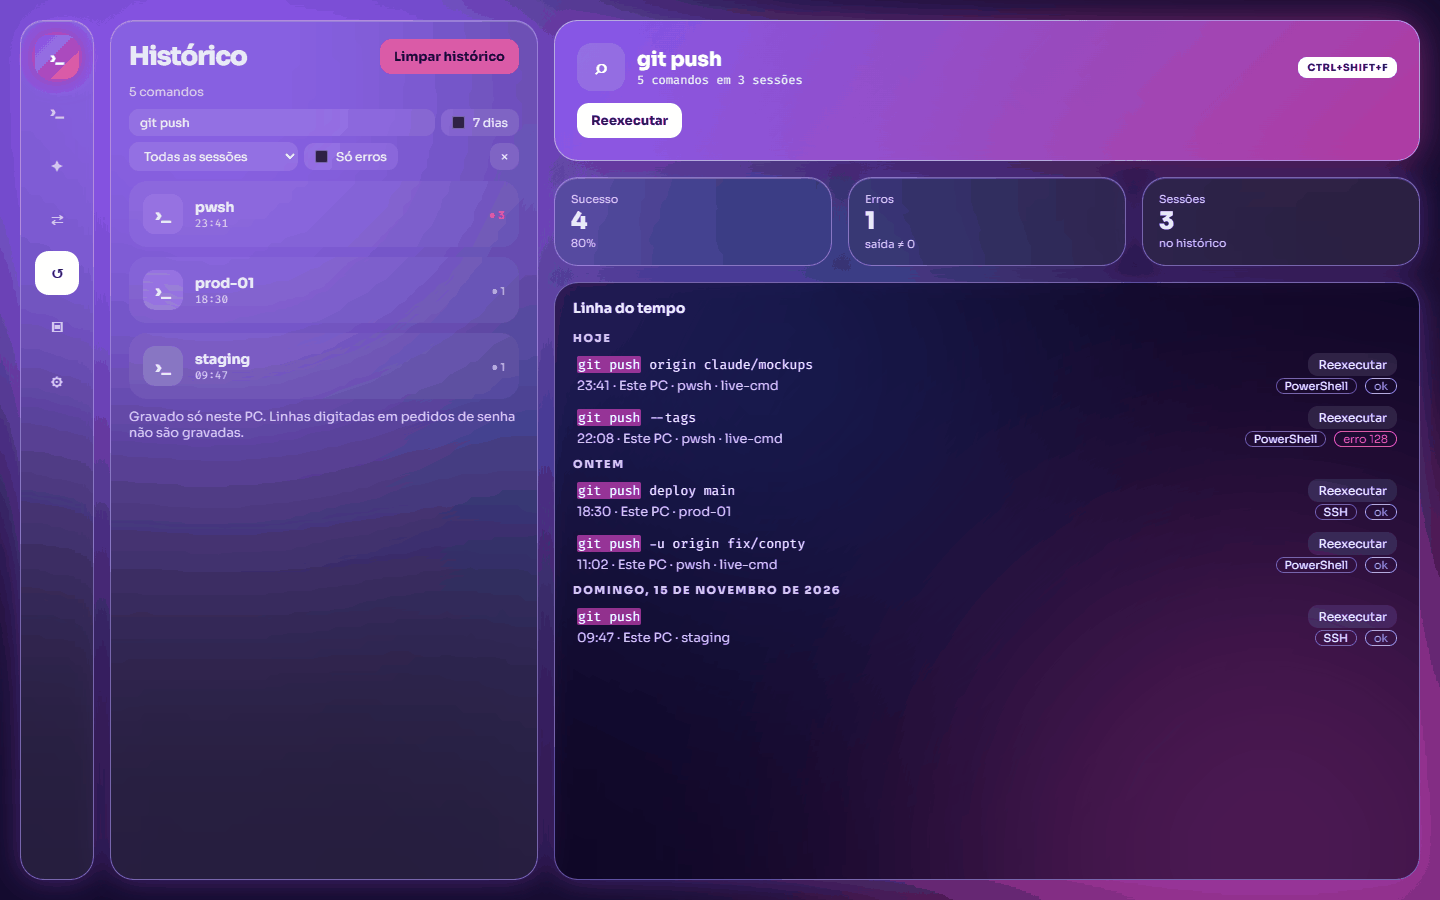 Histórico
Limpar histórico
5 comandos
git push
7 dias
Todas as sessões
Só erros
×
pwsh
23:41
3
prod-01
18:30
1
staging
09:47
1
Gravado só neste PC. Linhas digitadas em pedidos de senha
não são gravadas.
git push
5 comandos em 3 sessões
CTRL+SHIFT+F
Reexecutar
Sucesso
4
80%
Erros
1
saída ≠ 0
Sessões
3
no histórico
Linha do tempo
HOJE
git push origin claude/mockups
Reexecutar
23:41 · Este PC · pwsh · live-cmd
PowerShell ok
git push --tags
Reexecutar
22:08 · Este PC · pwsh · live-cmd
PowerShell erro 128
ONTEM
git push deploy main
Reexecutar
18:30 · Este PC · prod-01
SSH ok
git push -u origin fix/conpty
Reexecutar
11:02 · Este PC · pwsh · live-cmd
PowerShell ok
DOMINGO, 15 DE NOVEMBRO DE 2026
git push
Reexecutar
09:47 · Este PC · staging
SSH ok